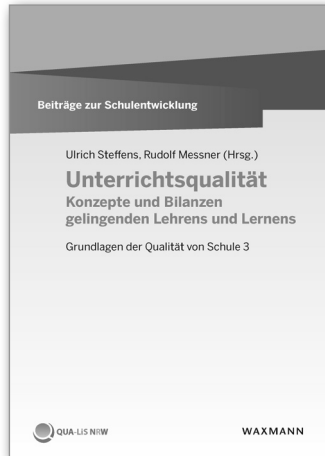 Beiträge zur Schulentwicklung
Ulrich Steffens, Rudolf Messner (Hrsg.)
Unterrichtsqualität
Konzepte und Bilanzen
gelingenden Lehrens und Lernens
Grundlagen der Qualität von Schule 3
QUA-LiS NRW
WAXMANN